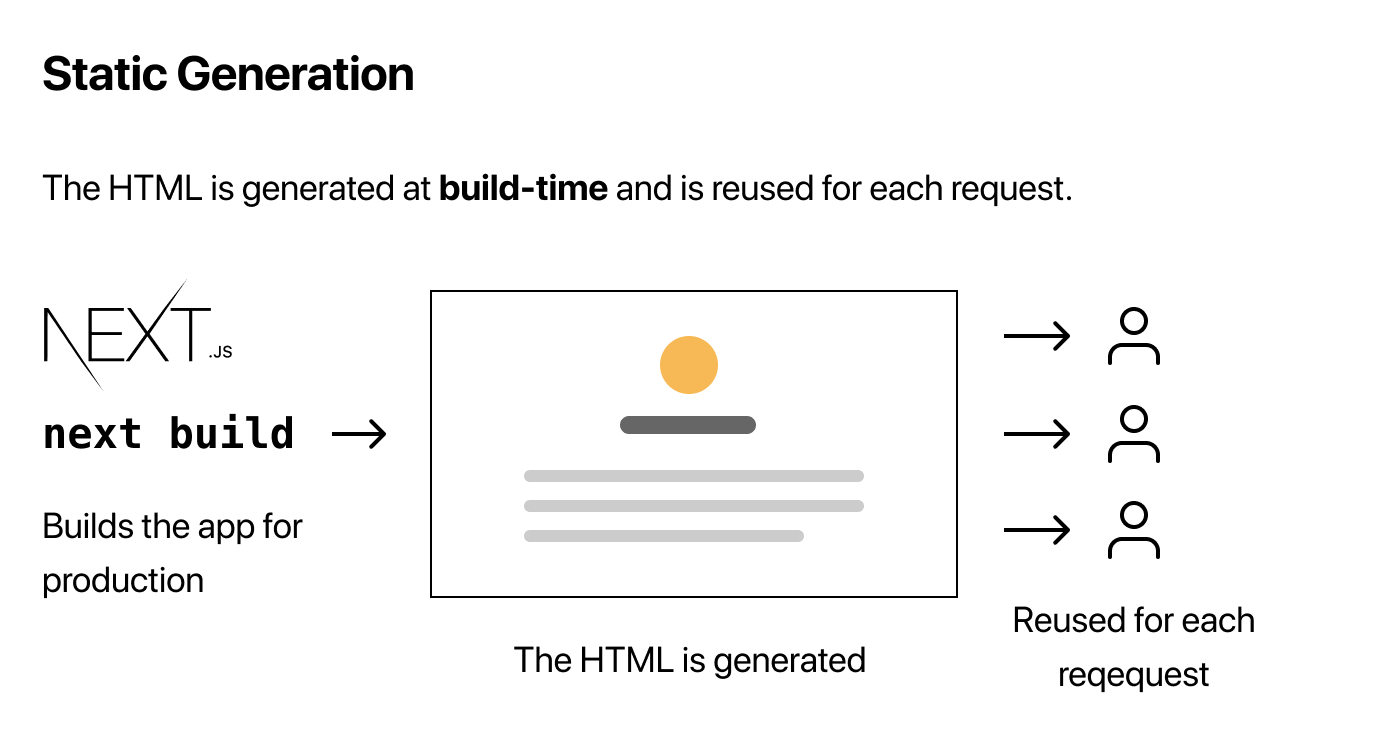 Static Generation
The HTML is generated at build-time and is reused for each request.
NEXT.JS
next build
Builds the app for
production
The HTML is generated
Reused for each
reqequest